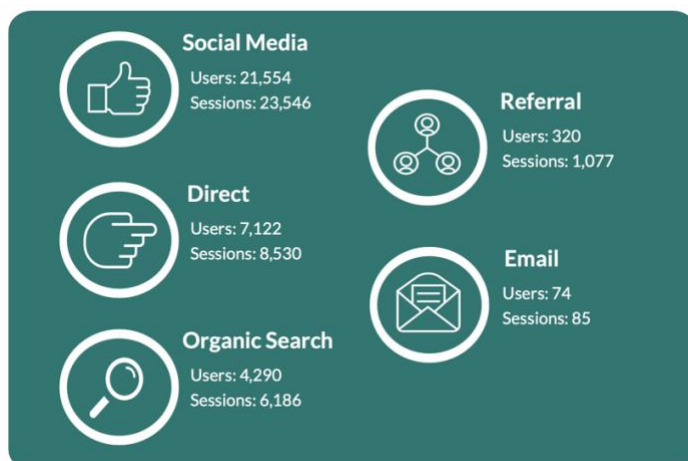 Social Media
Users: 21,554
Sessions: 23,546
Direct
Users: 7,122
Sessions: 8,530
Organic Search
Users: 4,290
Sessions: 6,186
Referral
Users: 320
Sessions: 1,077
Email
Users: 74
Sessions: 85